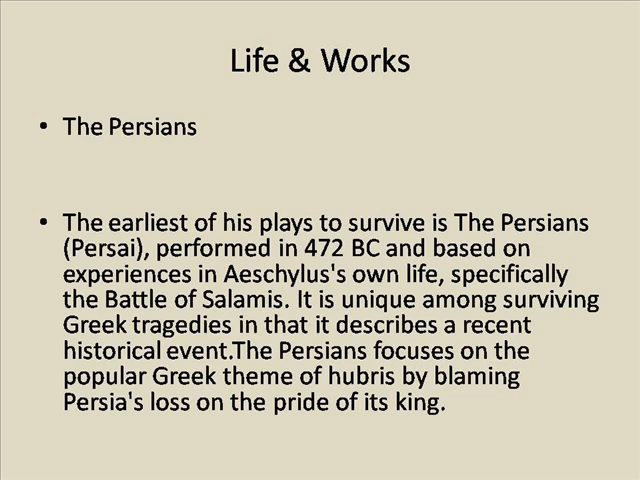 Life & Works
• The Persians
• The earliest of his plays to survive is The Persians
(Persai), performed in 472 BC and based on
experiences in Aeschylus's own life, specifically
the Battle of Salamis. It is unique among surviving
Greek tragedies in that it describes a recent
historical event.The Persians focuses on the
popular Greek theme of hubris by blaming
Persia's loss on the pride of its king.